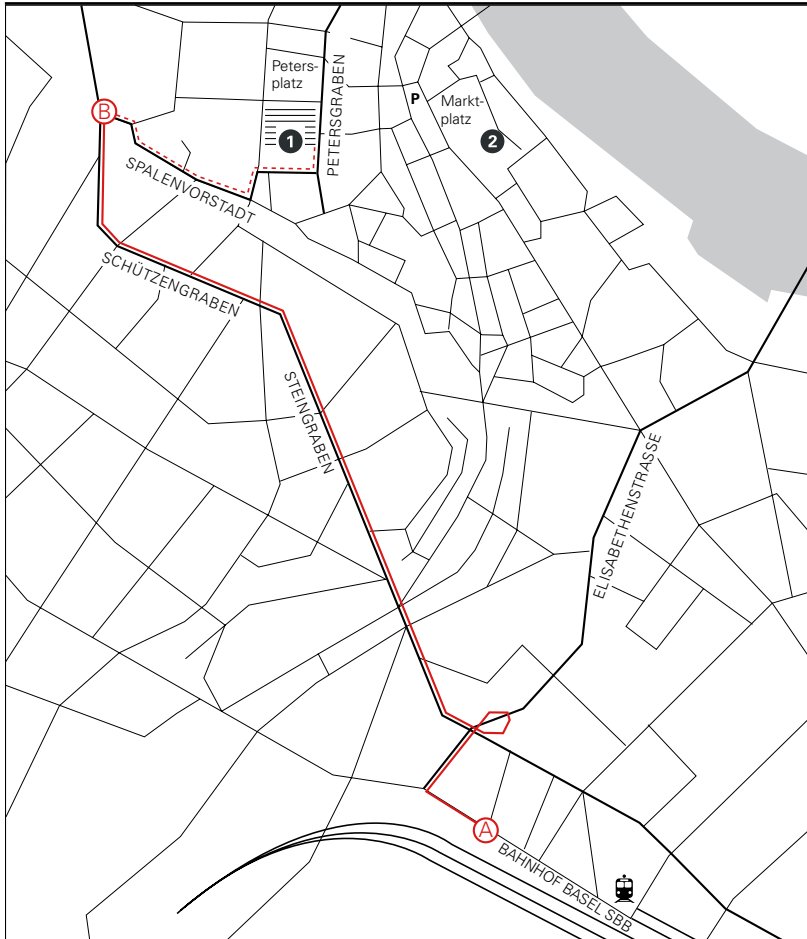 Peters-
platz
PETERSGRABEN
P
Markt-
platz
B
1
2
SPALENVORSTADT
SCHÜTZENGRABEN
STEINGRABEN
ELISABETHENSTRASSE
A
BAHNHOF BASEL SBB